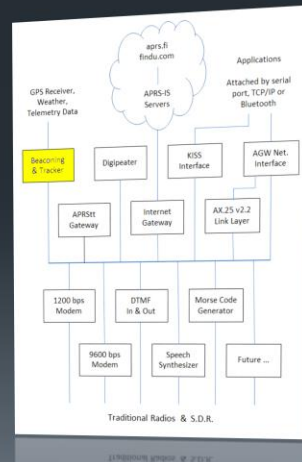 aprs.fi
findu.com
APRS-IS
Servers
GPS Receiver,
Weather,
Telemetry Data
Applications
Attached by serial
port, TCP/IP or
Bluetooth
Beaconing
& Tracker
Digipeater
KISS
Interface
AGW Net.
Interface
APRStt
Gateway
Internet
Gateway
AX.25 v2.2
Link Layer
1200 bps
Modem
DTMF
In & Out
Morse Code
Generator
9600 bps
Modem
Speech
Synthesizer
Future ...
Traditional Radios & S.D.R.